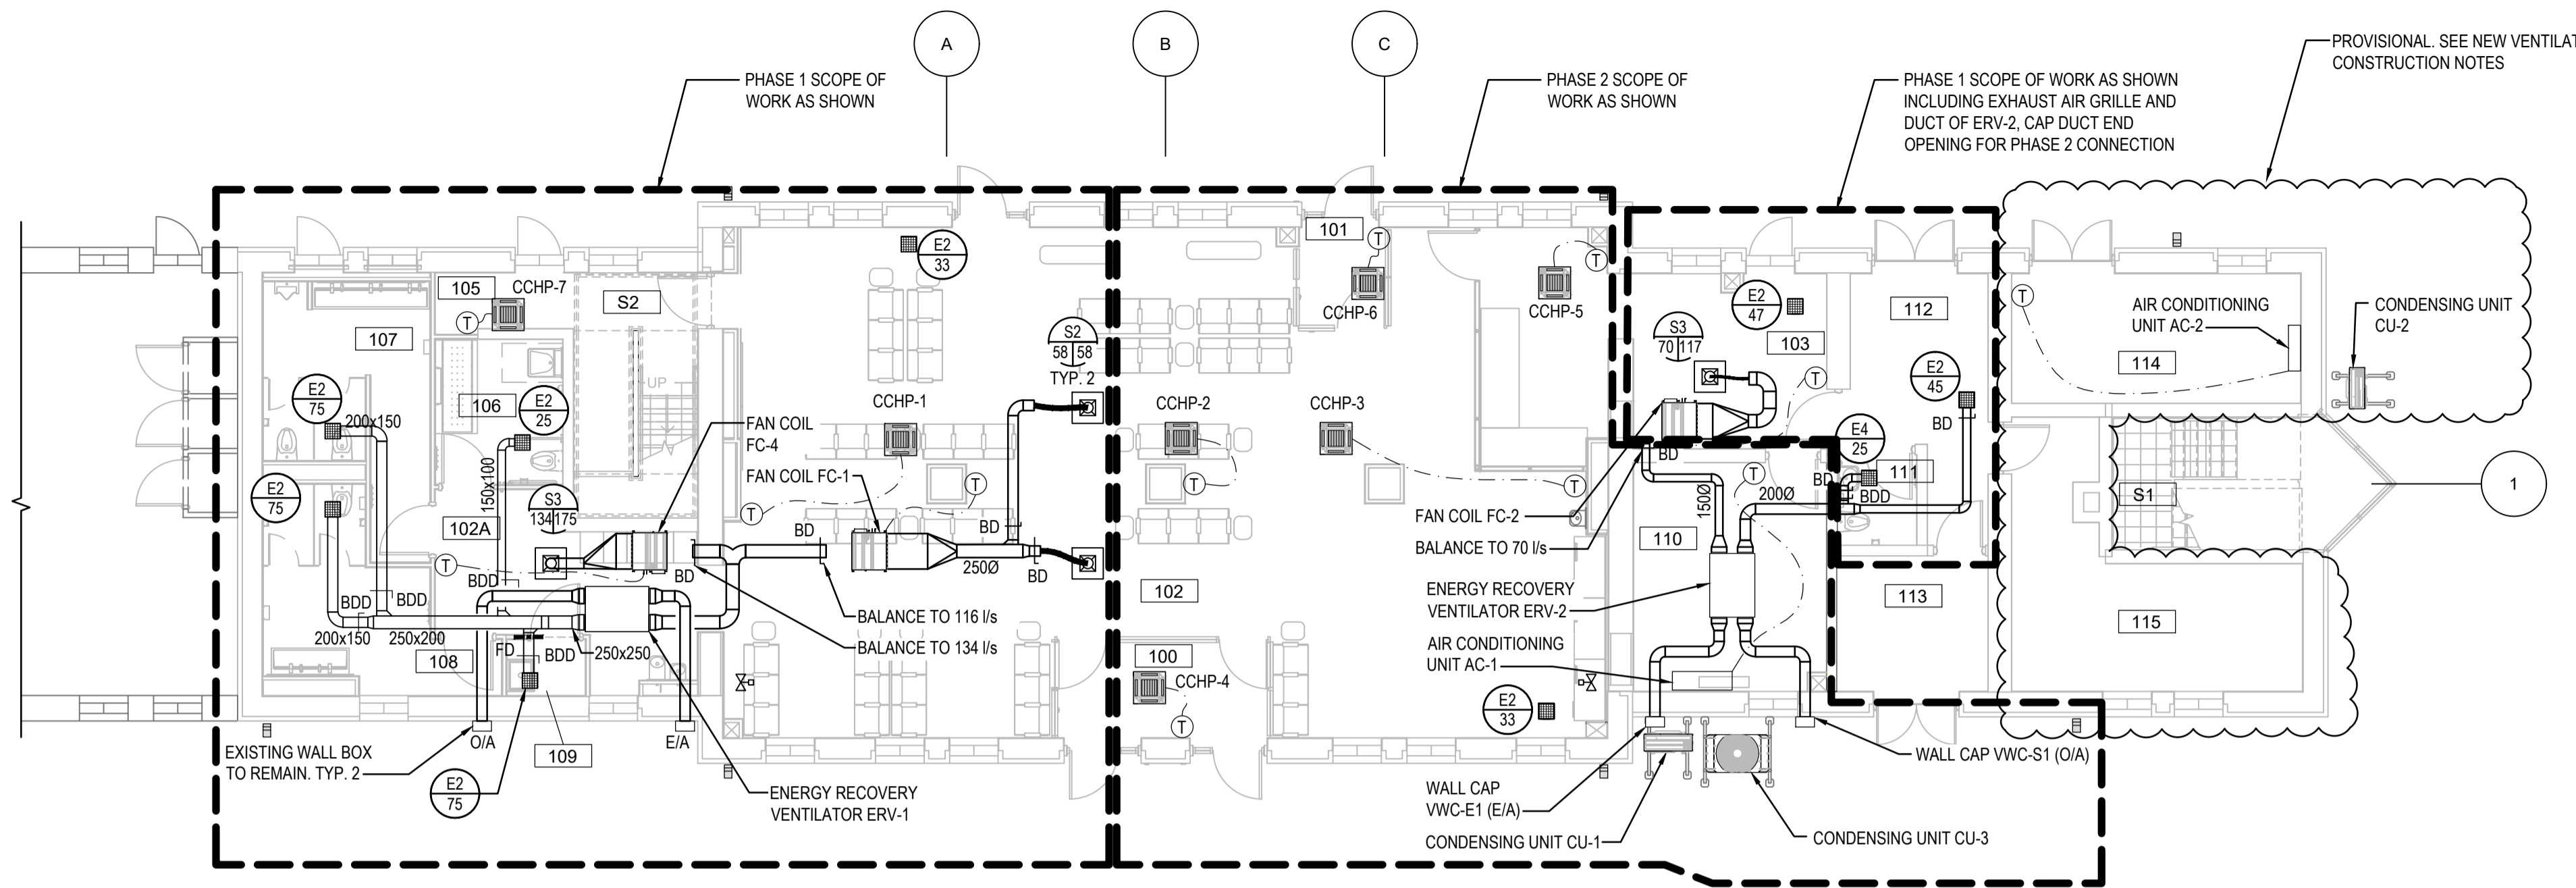 A
B
C
PHASE 1 SCOPE OF
WORK AS SHOWN
PHASE 2 SCOPE OF
WORK AS SHOWN
PHASE 1 SCOPE OF WORK AS SHOWN
INCLUDING EXHAUST AIR GRILLE AND
DUCT OF ERV-2, CAP DUCT END
OPENING FOR PHASE 2 CONNECTION
PROVISIONAL. SEE NEW VENTILAT
CONSTRUCTION NOTES
E2
33
101
T
T
105
CCHP-7
S2
T
107
CCHP-6
CCHP-5
E2
47
S3
70 117
103
112
T
AIR CONDITIONING
UNIT AC-2
CONDENSING UNIT
CU-2
114
S2
58 58
TYP. 2
UP
E2
75
200x150
106
E2
25
CCHP-1
CCHP-2
CCHP-3
T
E2
45
BD
FAN COIL
FC-4
FAN COIL FC-1
E4
25
BD
111
150x100
E2
75
S3
134 175
102A
T
T
T
T
T
BD
BD
BD
BDD
S1
1
FAN COIL FC-2
BALANCE TO 70 l/s
150Ø
200Ø
110
T
BDD
BD
250Ø
BD
BDD
BDD
200x150
250x200
108
FD
BDD
250x250
BALANCE TO 116 l/s
BALANCE TO 134 l/s
102
ENERGY RECOVERY
VENTILATOR ERV-2
AIR CONDITIONING
UNIT AC-1
113
115
100
CCHP-4
T
E2
33
O/A
E/A
EXISTING WALL BOX
TO REMAIN. TYP. 2
109
E2
75
ENERGY RECOVERY
VENTILATOR ERV-1
WALL CAP
VWC-E1 (E/A)
CONDENSING UNIT CU-1
WALL CAP VWC-S1 (O/A)
CONDENSING UNIT CU-3